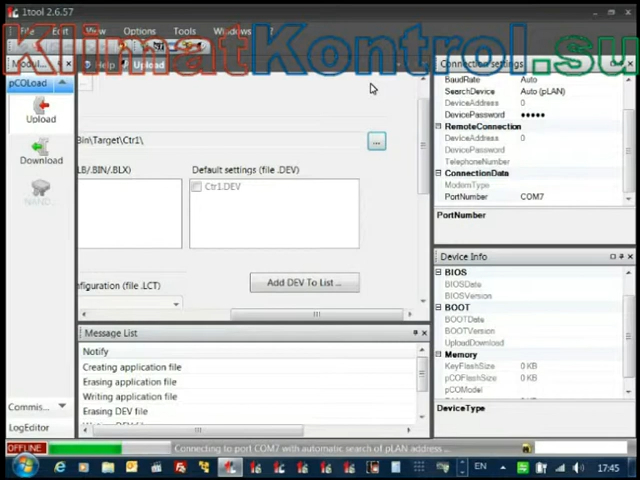 1tool 2.6.57
File Edit View Options Tools Windows ?
KlimatKontrol.su
Modul...
pCOLoad
Upload
Download
NAND...
Commis...
LogEditor
Help Upload
Bin\Target\Ctr1\
...
LB/.BIN/.BLX)
Default settings (file .DEV)
Ctr1.DEV
nfiguration (file .LCT)
Add DEV To List ...
Message List
Notify
Creating application file
Erasing application file
Writing application file
Erasing DEV file
Connection settings
BaudRate Auto
SearchDevice Auto (pLAN)
DeviceAddress 0
DevicePassword •••••
RemoteConnection
DeviceAddress 0
DevicePassword
TelephoneNumber
ConnectionData
ModemType
PortNumber COM7
PortNumber
Device Info
BIOS
BIOSDate
BIOSVersion
BOOT
BOOTDate
BOOTVersion
UploadDownload
Memory
KeyFlashSize 0 KB
pCOFlashSize 0 KB
pCOModel
DeviceType
OFFLINE
Connecting to port COM7 with automatic search of pLAN address ...
EN
17:45